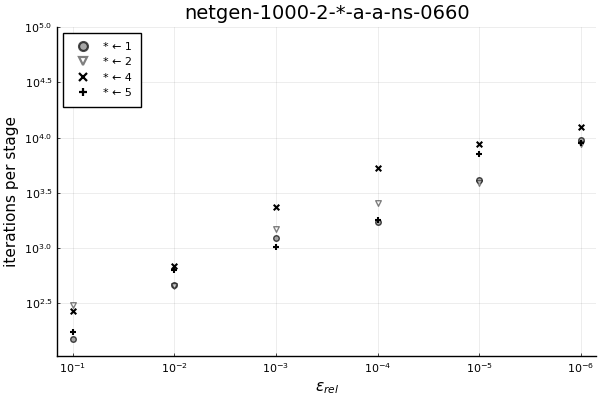 netgen-1000-2-*-a-a-ns-0660
10^5.0
* ← 1
* ← 2
* ← 4
* ← 5
10^4.5
10^4.0
10^3.5
10^3.0
10^2.5
iterations per stage
10^-1 10^-2 10^-3 10^-4 10^-5 10^-6
ε_rel